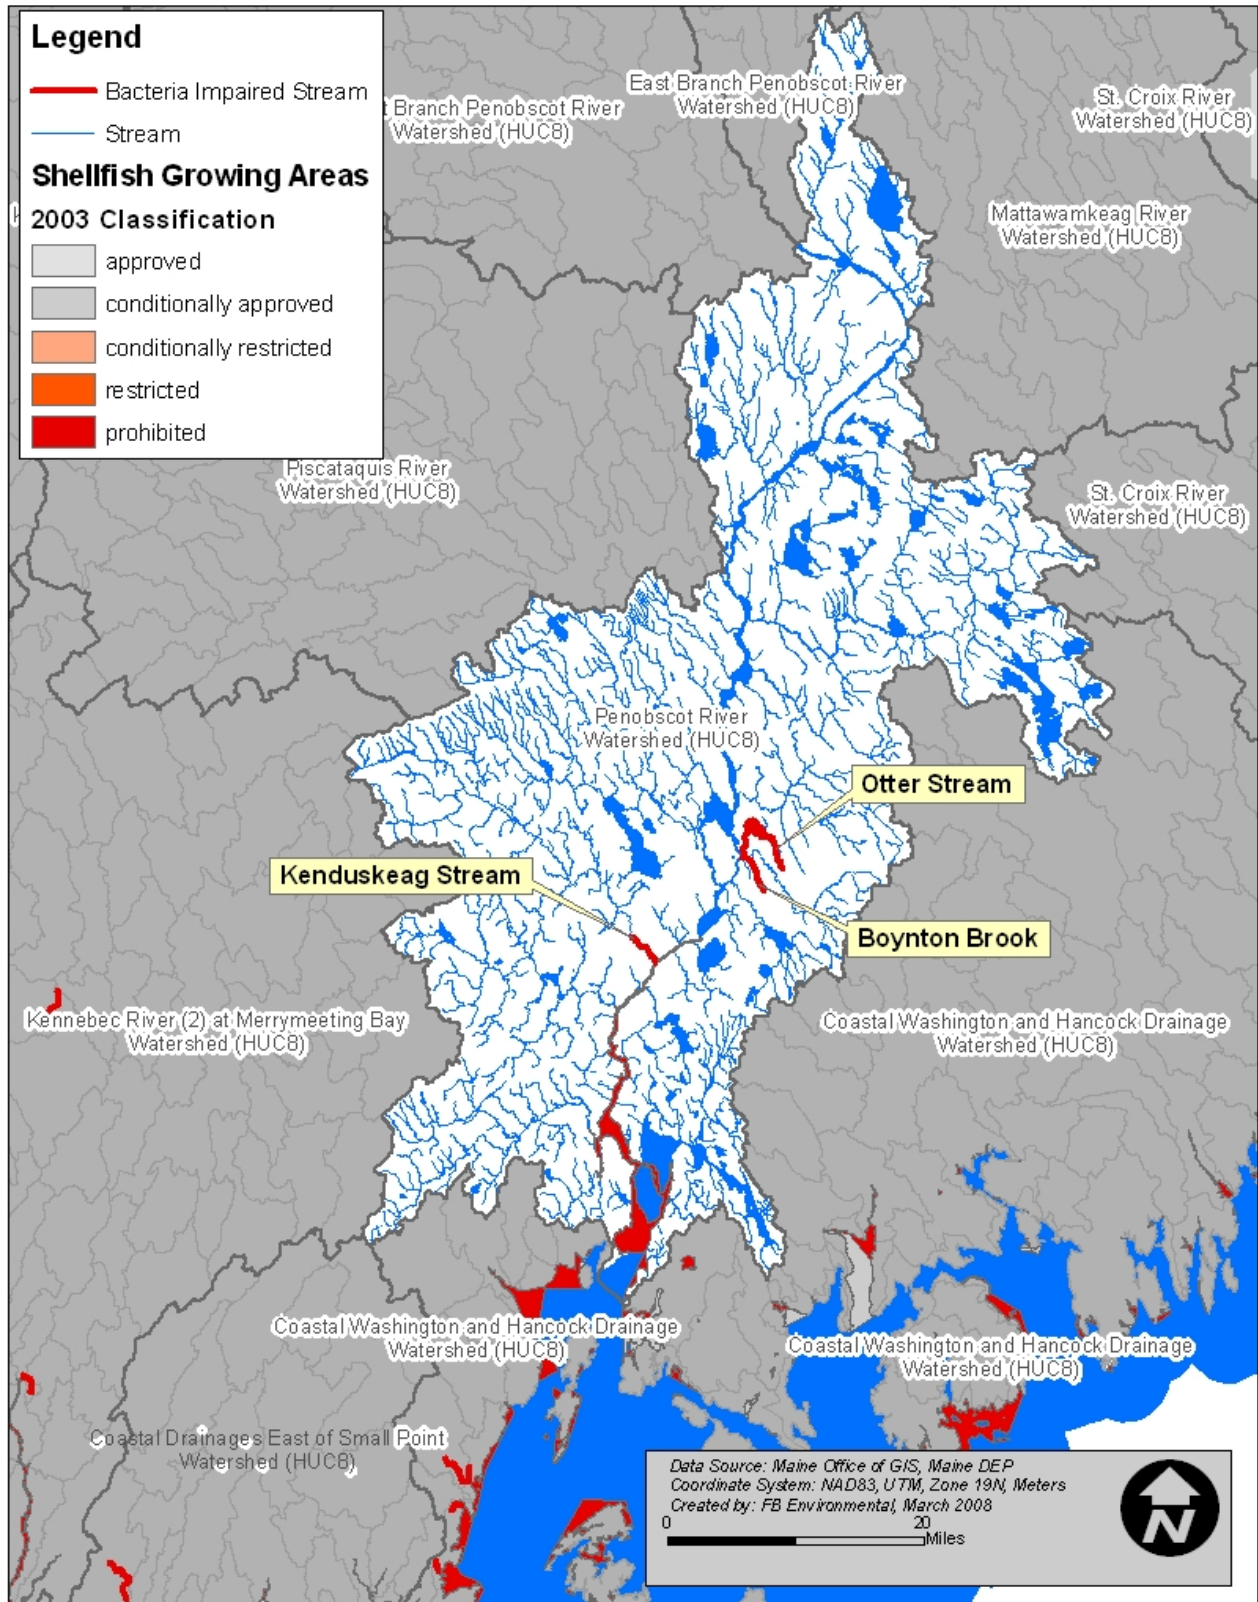 Legend
Bacteria Impaired Stream
Stream
Shellfish Growing Areas
2003 Classification
approved
conditionally approved
conditionally restricted
restricted
prohibited
t Branch Penobscot River
Watershed (HUC8)
East Branch Penobscot River
Watershed (HUC8)
St. Croix River
Watershed (HUC8)
Mattawamkeag River
Watershed (HUC8)
Piscataquis River
Watershed (HUC8)
St. Croix River
Watershed (HUC8)
Penobscot River
Watershed (HUC8)
Otter Stream
Kenduskeag Stream
Boynton Brook
Kennebec River (2) at Merrymeeting Bay
Watershed (HUC8)
Coastal Washington and Hancock Drainage
Watershed (HUC8)
Coastal Washington and Hancock Drainage
Watershed (HUC8)
Coastal Washington and Hancock Drainage
Watershed (HUC8)
Coastal Drainages East of Small Point
Watershed (HUC8)
Data Source: Maine Office of GIS, Maine DEP
Coordinate System: NAD83, UTM, Zone 19N, Meters
Created by: FB Environmental, March 2008
0 20
Miles
N